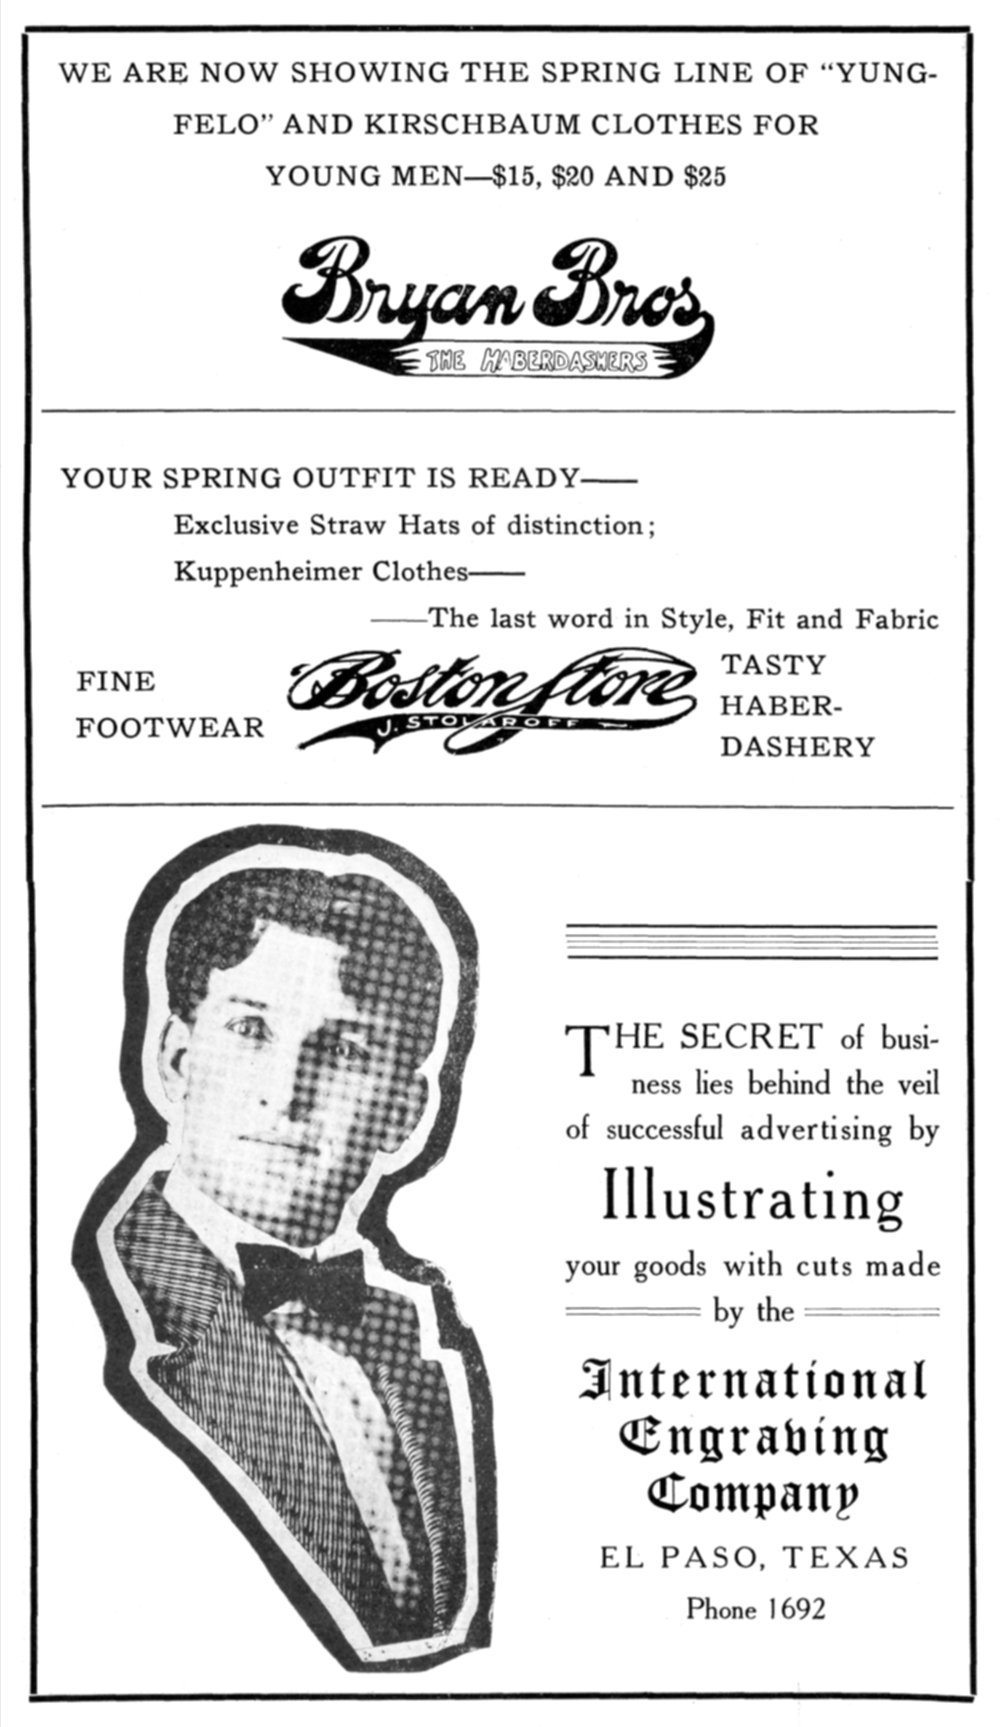 WE ARE NOW SHOWING THE SPRING LINE OF “YUNG-
FELO” AND KIRSCHBAUM CLOTHES FOR
YOUNG MEN—$15, $20 AND $25
Bryan Bros
THE HABERDASHERS
YOUR SPRING OUTFIT IS READY—
Exclusive Straw Hats of distinction;
Kuppenheimer Clothes—
—The last word in Style, Fit and Fabric
FINE
FOOTWEAR
Boston Store
J. STOLAROFF
TASTY
HABER-
DASHERY
THE SECRET of busi-
ness lies behind the veil
of successful advertising by
Illustrating
your goods with cuts made
by the
International
Engraving
Company
EL PASO, TEXAS
Phone 1692